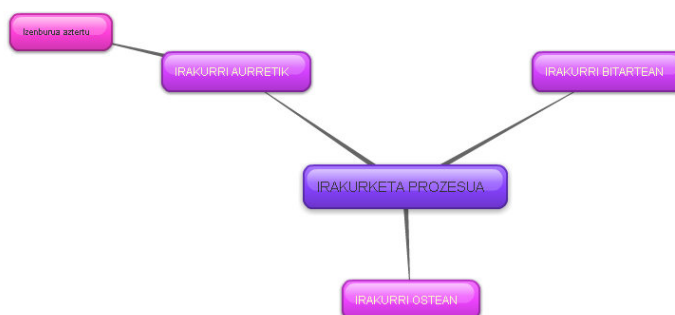 Izenburua aztertu
IRAKURRI AURRETIK
IRAKURRI BITARTEAN
IRAKURKETA PROZESUA
IRAKURRI OSTEAN